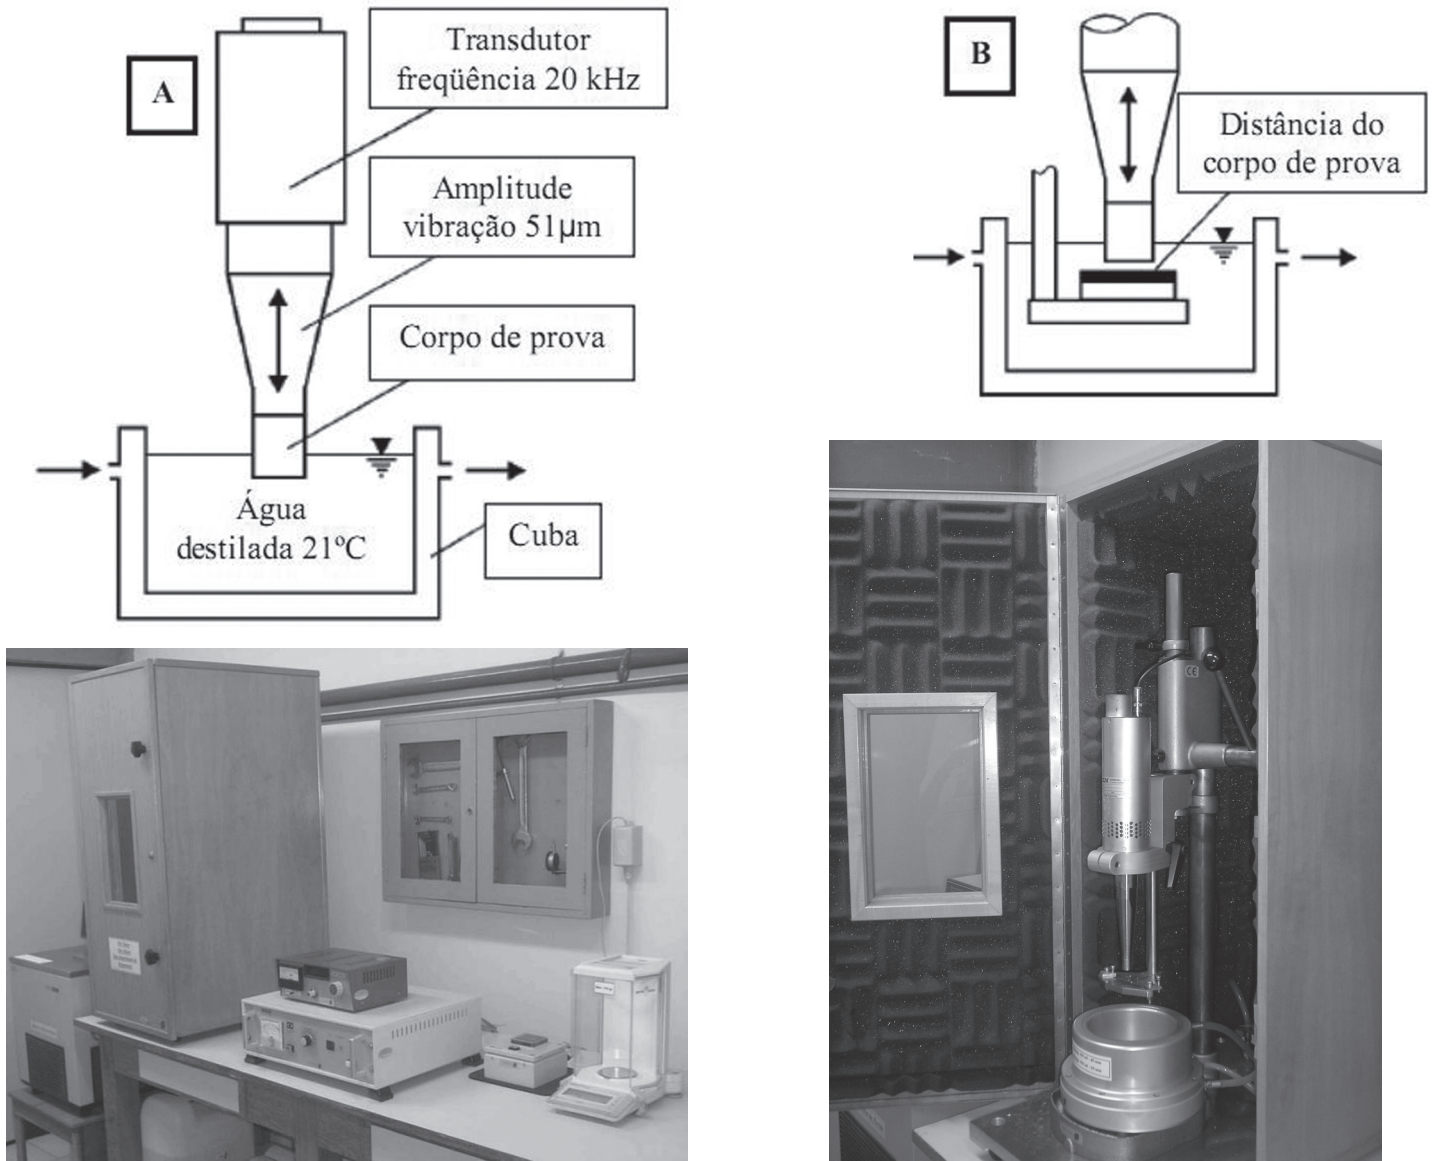 A
Transdutor
freqüência 20 kHz
Amplitude
vibração 51μm
Corpo de prova
Água
destilada 21ºC
Cuba
B
Distância do
corpo de prova
CE